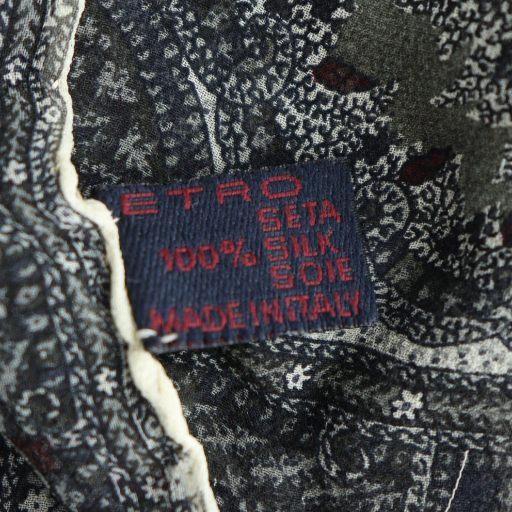 ETRO
SETA
100% SILK
SOIE
MADE IN ITALY